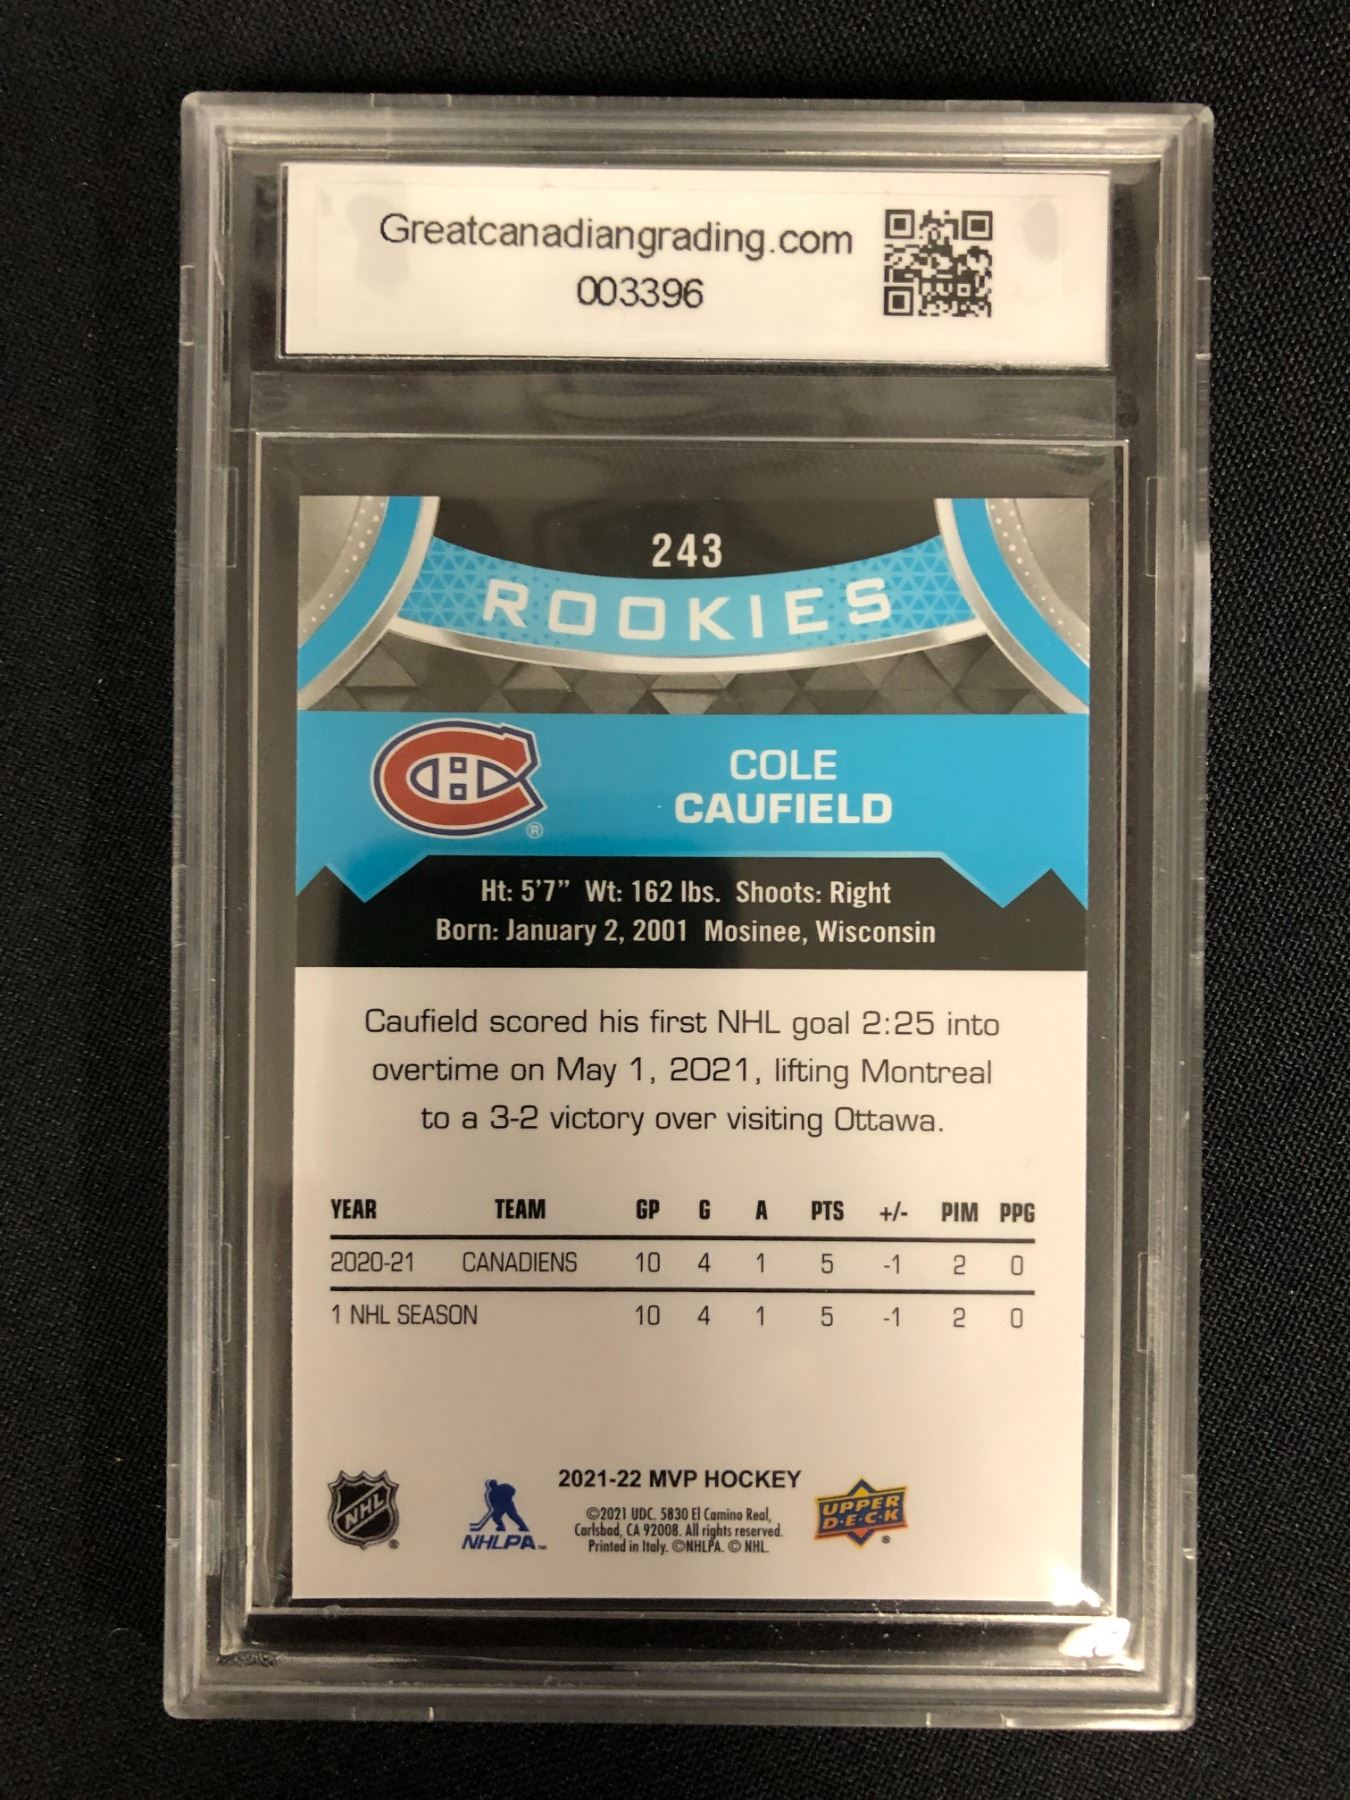 Greatcanadiangrading.com
003396
243
ROOKIES
COLE
CAUFIELD
®
Ht: 5'7" Wt: 162 lbs. Shoots: Right
Born: January 2, 2001 Mosinee, Wisconsin
Caufield scored his first NHL goal 2:25 into
overtime on May 1, 2021, lifting Montreal
to a 3-2 victory over visiting Ottawa.
YEAR TEAM GP G A PTS +/- PIM PPG
2020-21 CANADIENS 10 4 1 5 -1 2 0
1 NHL SEASON 10 4 1 5 -1 2 0
NHL ®
NHLPA™
2021-22 MVP HOCKEY
©2021 UDC. 5830 El Camino Real,
Carlsbad, CA 92008. All rights reserved.
Printed in Italy. ©NHLPA. © NHL.
UPPER
D·E·C·K ®